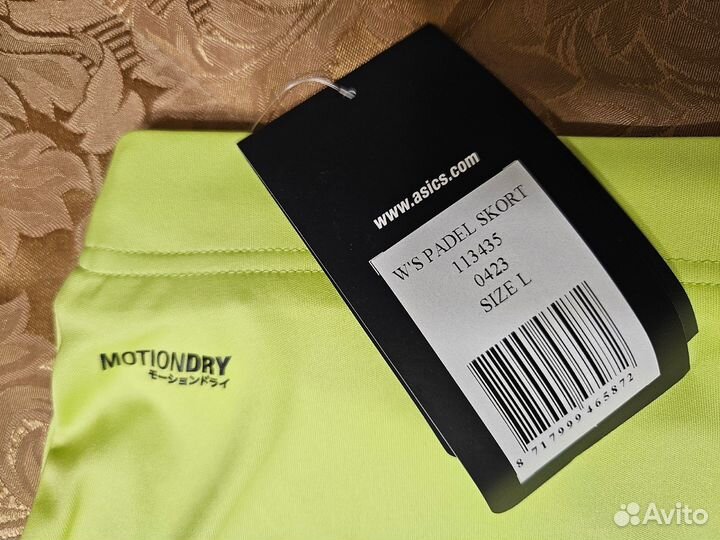 www.asics.com
W'S PADEL SKORT
113435
0423
SIZE L
8 717999 465872
MOTIONDRY
モーションドライ
Avito